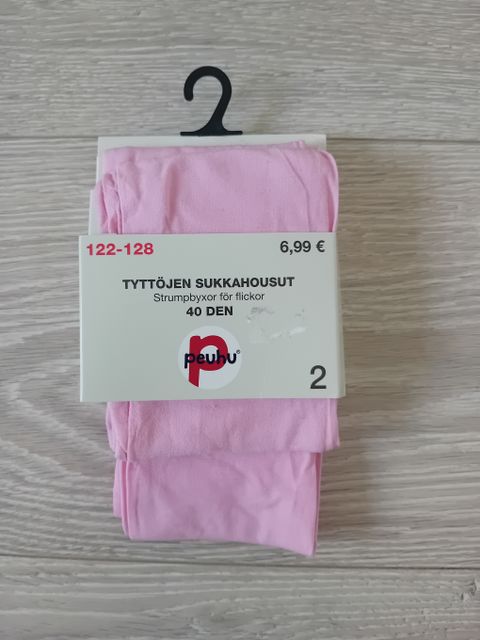 122-128 6,99 €
TYTTÖJEN SUKKAHOUSUT
Strumpbyxor för flickor
40 DEN
peuhu®
2